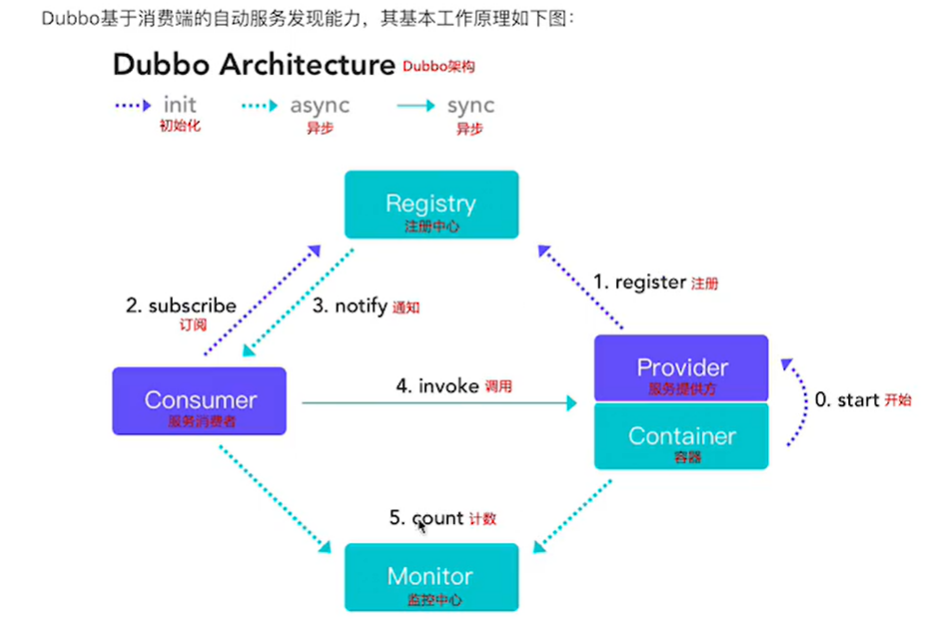 Dubbo基于消费端的自动服务发现能力，其基本工作原理如下图：
Dubbo Architecture Dubbo架构
init async sync
初始化 异步 异步
Registry
注册中心
1. register 注册
2. subscribe 3. notify 通知
订阅
Provider
服务提供方
4. invoke 调用
Consumer
服务消费者
0. start 开始
Container
容器
5. count 计数
Monitor
监控中心